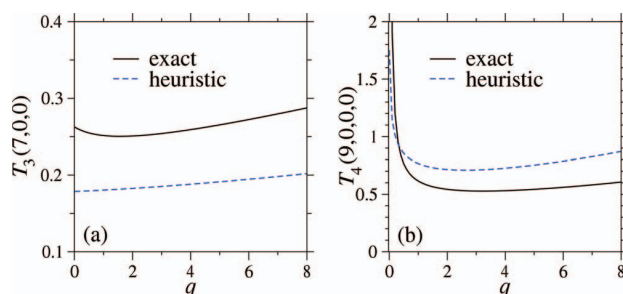 0.4
0.3
0.2
0.1
T3(7,0,0)
exact
heuristic
(a)
0 2 4 6 8
q
2
1.5
1
0.5
0
T4(9,0,0,0)
exact
heuristic
(b)
0 2 4 6 8
q